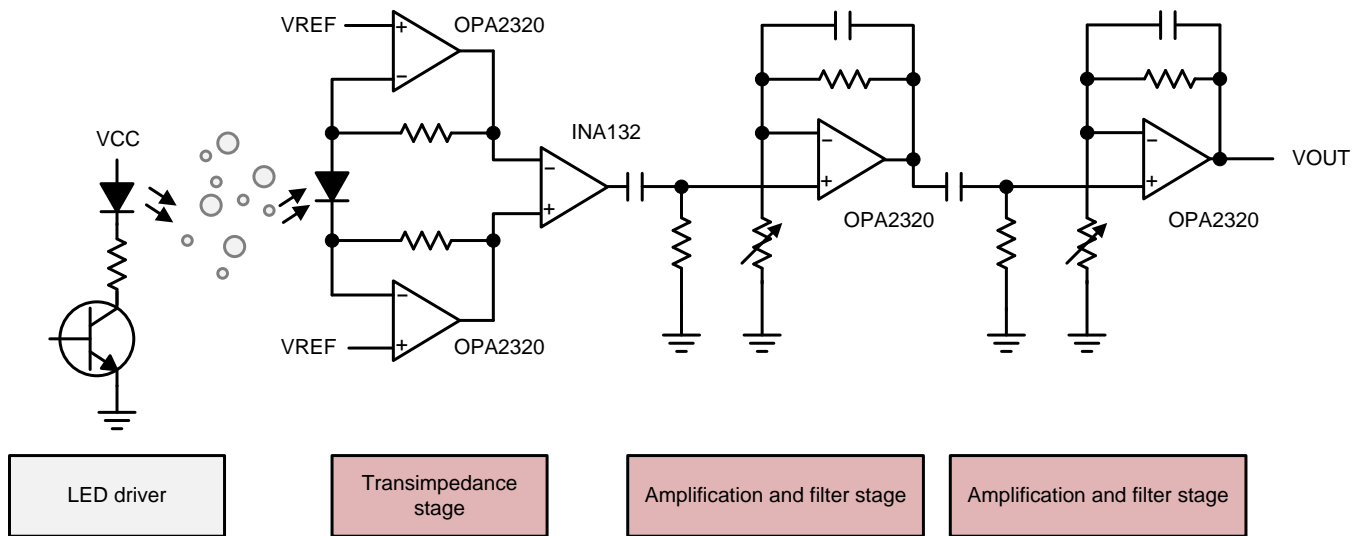 VREF
+
OPA2320
−
VCC
INA132
−
+
−
+
OPA2320
−
+
OPA2320
VOUT
−
VREF
+
OPA2320
LED driver
Transimpedance
stage
Amplification and filter stage
Amplification and filter stage